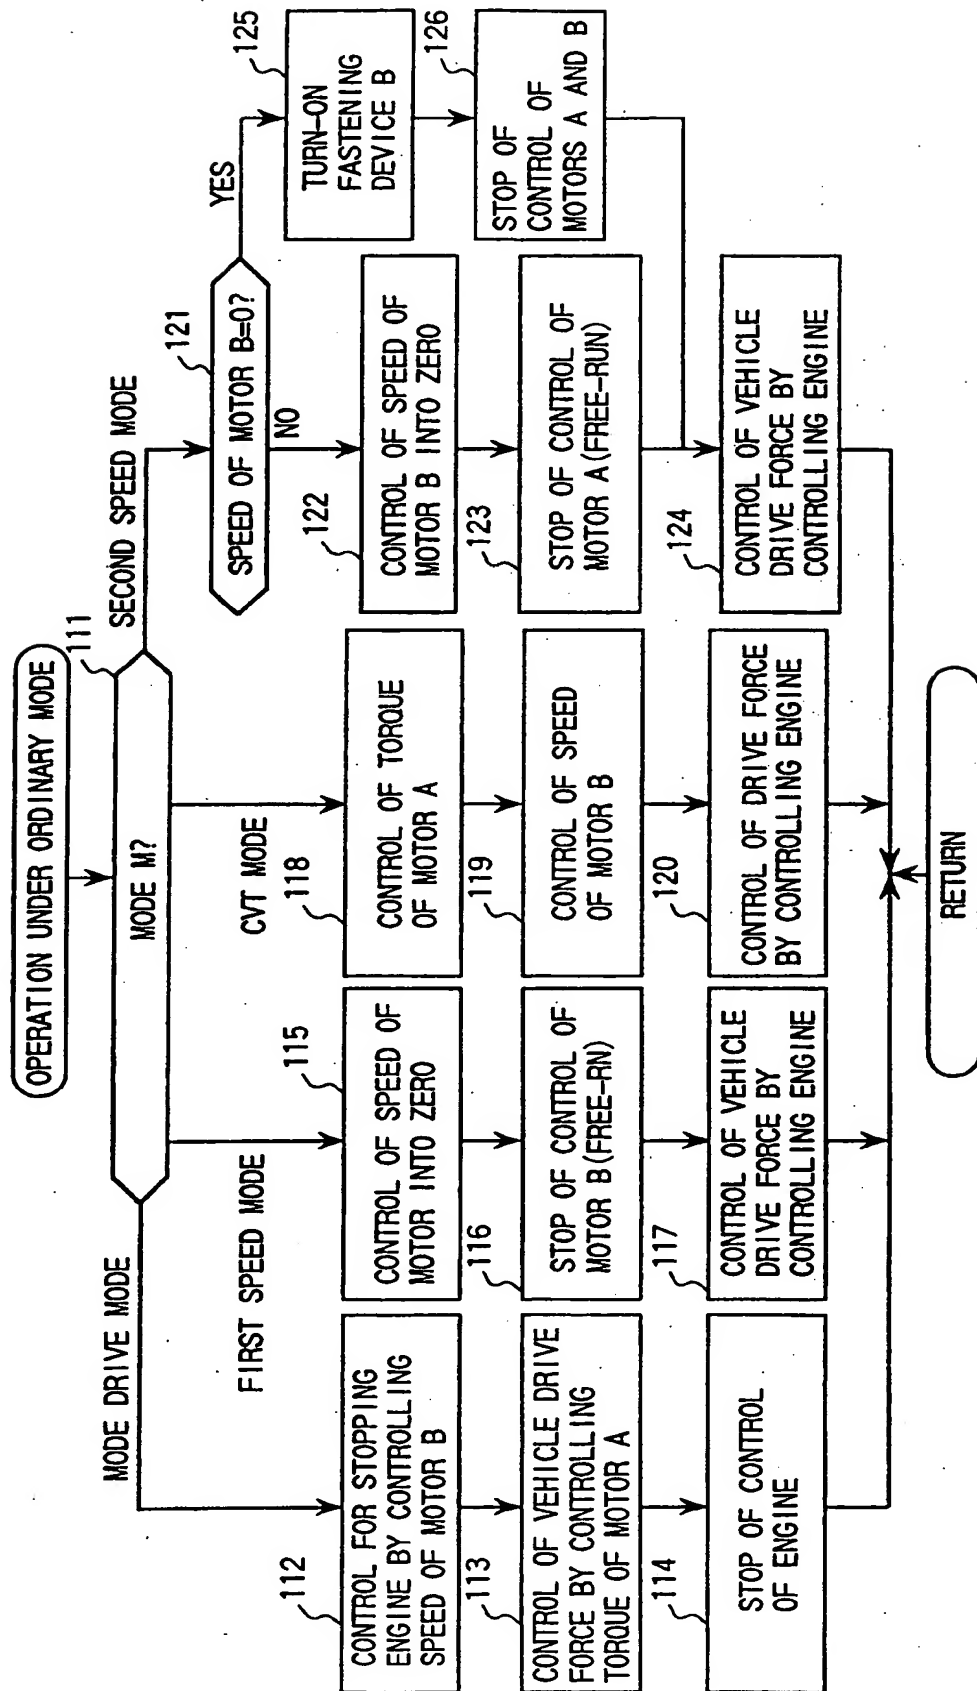 OPERATION UNDER ORDINARY MODE
111
MODE M?
MODE DRIVE MODE
FIRST SPEED MODE
CVT MODE
SECOND SPEED MODE
112
CONTROL FOR STOPPING
ENGINE BY CONTROLLING
SPEED OF MOTOR B
113
CONTROL OF VEHICLE DRIVE
FORCE BY CONTROLLING
TORQUE OF MOTOR A
114
STOP OF CONTROL
OF ENGINE
115
CONTROL OF SPEED OF
MOTOR INTO ZERO
116
STOP OF CONTROL OF
MOTOR B(FREE-RN)
117
CONTROL OF VEHICLE
DRIVE FORCE BY
CONTROLLING ENGINE
118
CONTROL OF TORQUE
OF MOTOR A
119
CONTROL OF SPEED
OF MOTOR B
120
CONTROL OF DRIVE FORCE
BY CONTROLLING ENGINE
121
SPEED OF MOTOR B=0?
YES
NO
122
CONTROL OF SPEED OF
MOTOR B INTO ZERO
123
STOP OF CONTROL OF
MOTOR A(FREE-RUN)
124
CONTROL OF VEHICLE
DRIVE FORCE BY
CONTROLLING ENGINE
125
TURN-ON
FASTENING
DEVICE B
126
STOP OF
CONTROL OF
MOTORS A AND B
RETURN